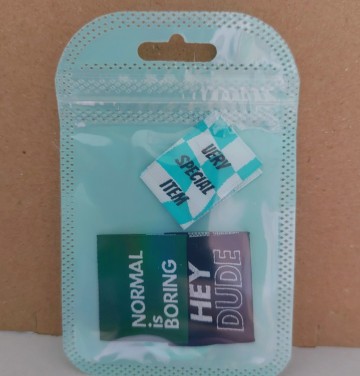 VERY
SPECIAL
ITEM
NORMAL
is
BORING
HEY
DUDE